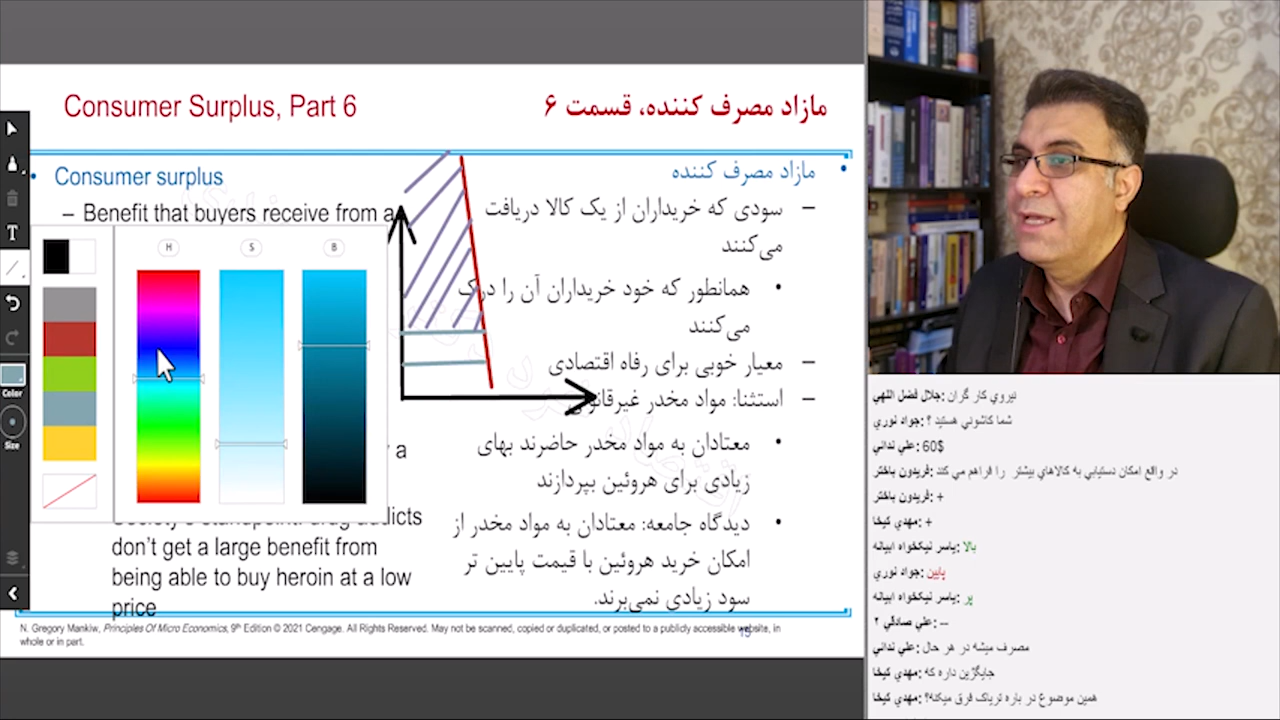 Consumer Surplus, Part 6
مازاد مصرف کننده، قسمت ۶
• Consumer surplus
– Benefit that buyers receive from a
a
Society's standpoint: drug addicts
don't get a large benefit from
being able to buy heroin at a low
price
• مازاد مصرف کننده
– سودی که خریداران از یک کالا دریافت
می‌کنند
• همانطور که خود خریداران آن را درک
می‌کنند
– معیار خوبی برای رفاه اقتصادی
– استثنا: مواد مخدر غیرقانونی
• معتادان به مواد مخدر حاضرند بهای
زیادی برای هروئین بپردازند
• دیدگاه جامعه: معتادان به مواد مخدر از
امکان خرید هروئین با قیمت پایین تر
سود زیادی نمی‌برند.
N. Gregory Mankiw, Principles Of Micro Economics, 9th Edition © 2021 Cengage. All Rights Reserved. May not be scanned, copied or duplicated, or posted to a publicly accessible website, in
whole or in part.
15
T
Color
Size
H S B
جلال فضل اللهي: نيروي كار گران
جواد نوري: شما كاشوني هستيد ؟
علي لداني: 60$
فريدون باختر: در واقع امكان دستيابي به كالاهاي بيشتر را فراهم مي كند
فريدون باختر: +
مهدي كيخا: +
ياسر نيكخواه ابيانه: بالا
جواد نوري: پايين
ياسر نيكخواه ابيانه: پر
علي صادقي ۲: --
علي لداني: مصرف ميشه در هر حال
مهدي كيخا: جايگزين داره كه
مهدي كيخا: همين موضوع در باره ترياك فرق ميكنه؟